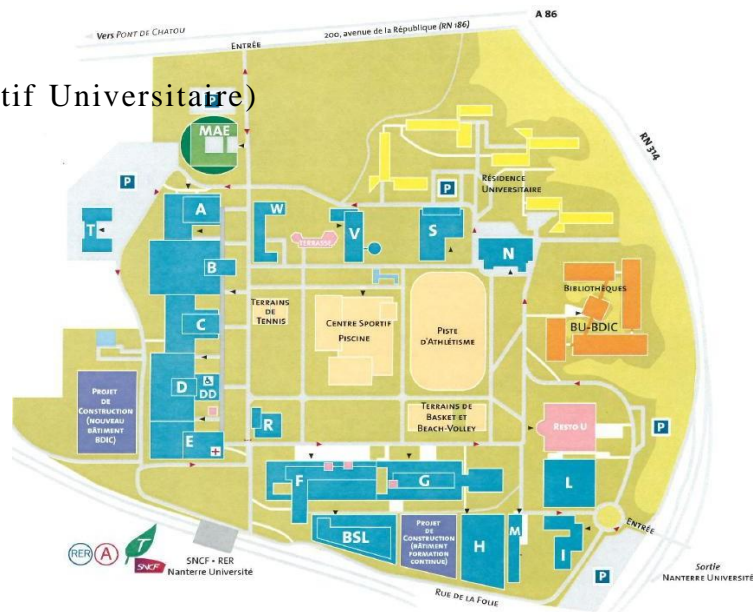 A 86
Vers PONT DE CHATOU
200, avenue de la République (RN 186)
ENTRÉE
tif Universitaire)
P
MAE
RN 314
P
P
RÉSIDENCE
UNIVERSITAIRE
A
W
T
TERRASSE
V
S
N
B
BIBLIOTHÈQUES
BU-BDIC
TERRAINS
DE
TENNIS
CENTRE SPORTIF
PISCINE
PISTE
D'ATHLÉTISME
C
D
DD
PROJET
DE
CONSTRUCTION
(NOUVEAU
BÂTIMENT
BDIC)
TERRAINS DE
BASKET ET
BEACH-VOLLEY
RESTO U
R
P
E
F
G
L
BSL
PROJET
DE
CONSTRUCTION
(BÂTIMENT
FORMATION
CONTINUE)
H
M
I
ENTRÉE
RER
A
T
SNCF
SNCF • RER
Nanterre Université
P
Sortie
NANTERRE UNIVERSITÉ
RUE DE LA FOLIE